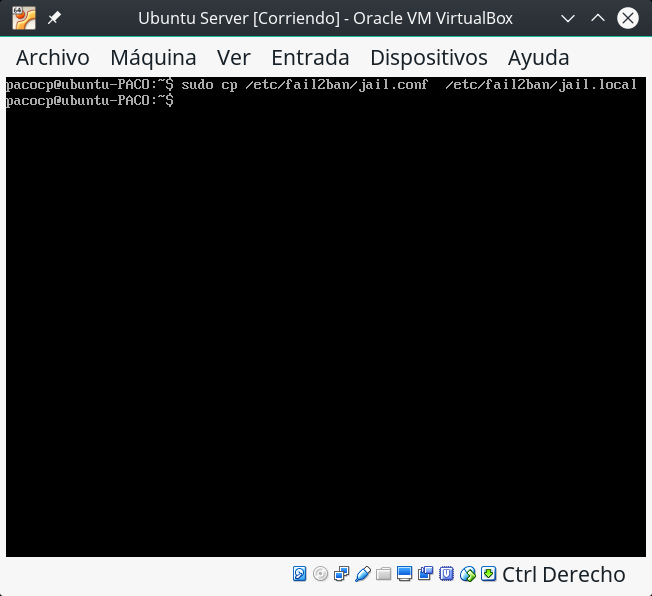 Ubuntu Server [Corriendo] - Oracle VM VirtualBox
Archivo Máquina Ver Entrada Dispositivos Ayuda
pacocp@ubuntu-PACO:~$ sudo cp /etc/fail2ban/jail.conf  /etc/fail2ban/jail.local
pacocp@ubuntu-PACO:~$
Ctrl Derecho